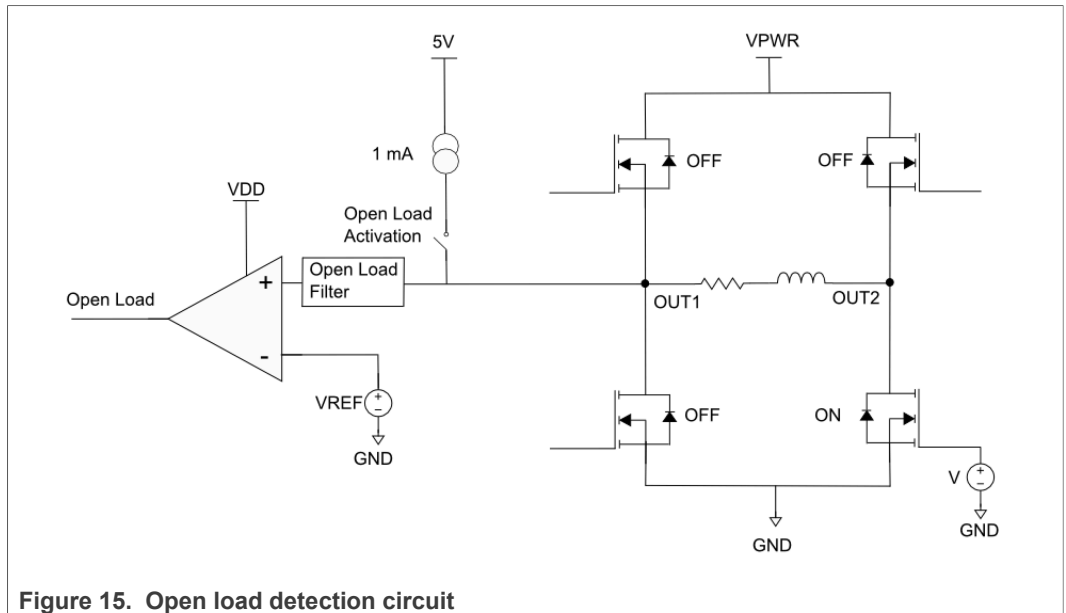 5V
VPWR
1 mA
OFF
OFF
VDD
Open Load
Activation
+
Open Load
Filter
Open Load
OUT1
OUT2
-
VREF
+
-
GND
OFF
ON
V
+
-
GND
GND
Figure 15. Open load detection circuit